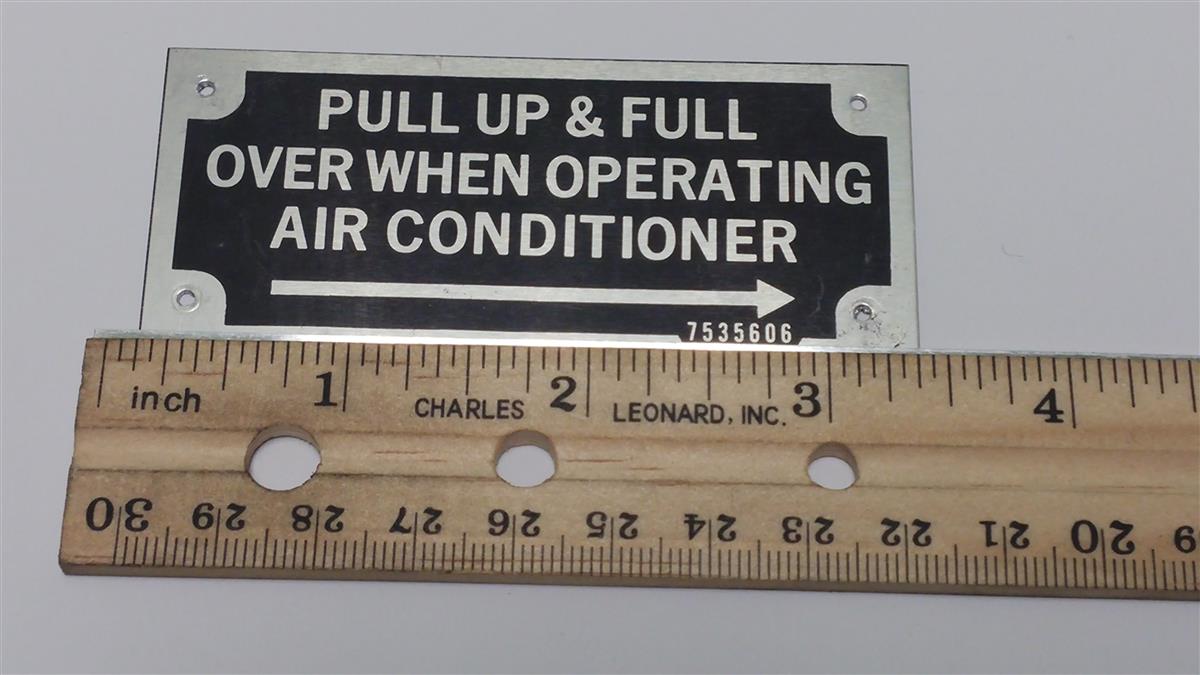 PULL UP & FULL
OVER WHEN OPERATING
AIR CONDITIONER
7535606
inch 1 CHARLES 2 LEONARD, INC. 3 4
30 29 28 27 26 25 24 23 22 21 20